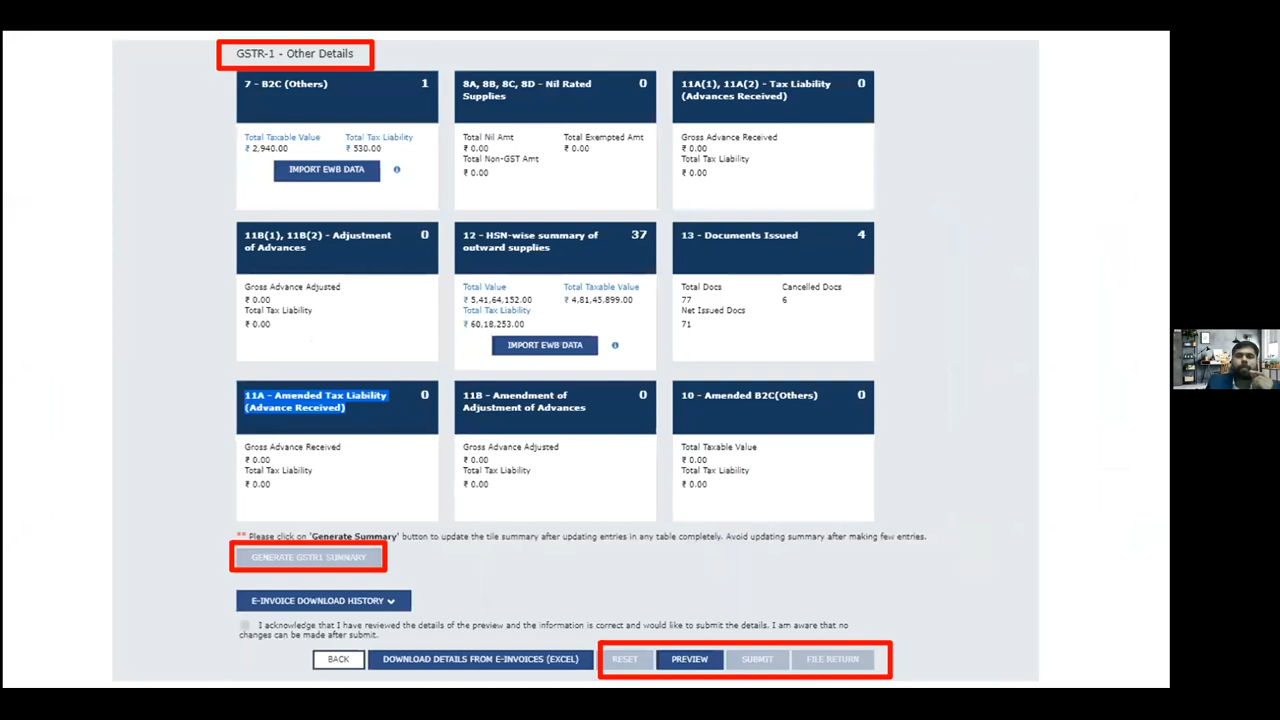 GSTR-1 - Other Details
7 - B2C (Others) 1
Total Taxable Value Total Tax Liability
₹ 2,940.00 ₹ 530.00
IMPORT EWB DATA
8A, 8B, 8C, 8D - Nil Rated 0
Supplies
Total Nil Amt Total Exempted Amt
₹ 0.00 ₹ 0.00
Total Non-GST Amt
₹ 0.00
11A(1), 11A(2) - Tax Liability 0
(Advances Received)
Gross Advance Received
₹ 0.00
Total Tax Liability
₹ 0.00
11B(1), 11B(2) - Adjustment 0
of Advances
Gross Advance Adjusted
₹ 0.00
Total Tax Liability
₹ 0.00
12 - HSN-wise summary of 37
outward supplies
Total Value Total Taxable Value
₹ 5,41,64,152.00 ₹ 4,81,45,899.00
Total Tax Liability
₹ 60,18,253.00
IMPORT EWB DATA
13 - Documents Issued 4
Total Docs Cancelled Docs
77 6
Net Issued Docs
71
11A - Amended Tax Liability 0
(Advance Received)
Gross Advance Received
₹ 0.00
Total Tax Liability
₹ 0.00
11B - Amendment of 0
Adjustment of Advances
Gross Advance Adjusted
₹ 0.00
Total Tax Liability
₹ 0.00
10 - Amended B2C(Others) 0
Total Taxable Value
₹ 0.00
Total Tax Liability
₹ 0.00
** Please click on 'Generate Summary' button to update the tile summary after updating entries in any table completely. Avoid updating summary after making few entries.
GENERATE GSTR1 SUMMARY
E-INVOICE DOWNLOAD HISTORY
I acknowledge that I have reviewed the details of the preview and the information is correct and would like to submit the details. I am aware that no
changes can be made after submit.
BACK DOWNLOAD DETAILS FROM E-INVOICES (EXCEL) RESET PREVIEW SUBMIT FILE RETURN